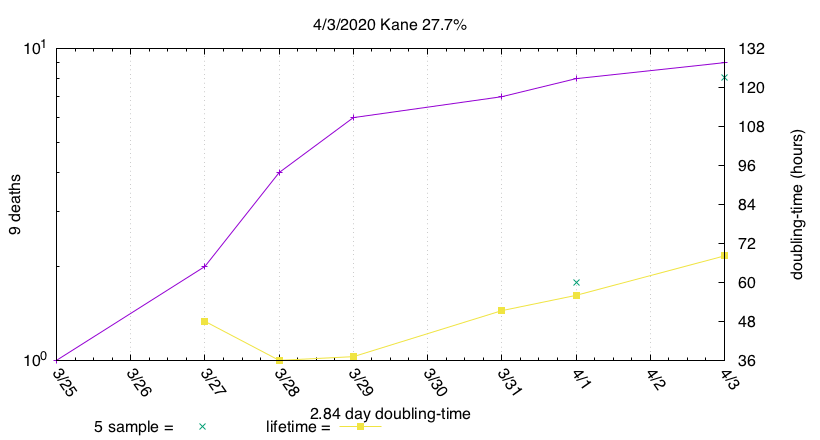 4/3/2020 Kane 27.7%
10^1
10^0
9 deaths
132
120
108
96
84
72
60
48
36
doubling-time (hours)
3/25 3/26 3/27 3/28 3/29 3/30 3/31 4/1 4/2 4/3
2.84 day doubling-time
5 sample = lifetime =